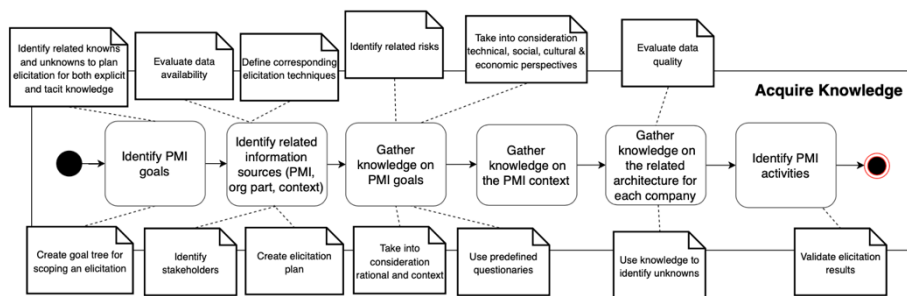 Identify related knowns
and unknowns to plan
elicitation for both explicit
and tacit knowledge
Evaluate data
availability
Define corresponding
elicitation techniques
Identify related risks
Take into consideration
technical, social, cultural &
economic perspectives
Evaluate data
quality
Acquire Knowledge
Identify PMI
goals
Identify related
information
sources (PMI,
org part, context)
Gather
knowledge on
PMI goals
Gather
knowledge on
the PMI context
Gather
knowledge on
the related
architecture for
each company
Identify PMI
activities
Create goal tree for
scoping an elicitation
Identify
stakeholders
Create elicitation
plan
Take into
consideration
rational and context
Use predefined
questionaries
Use knowledge to
identify unknowns
Validate elicitation
results